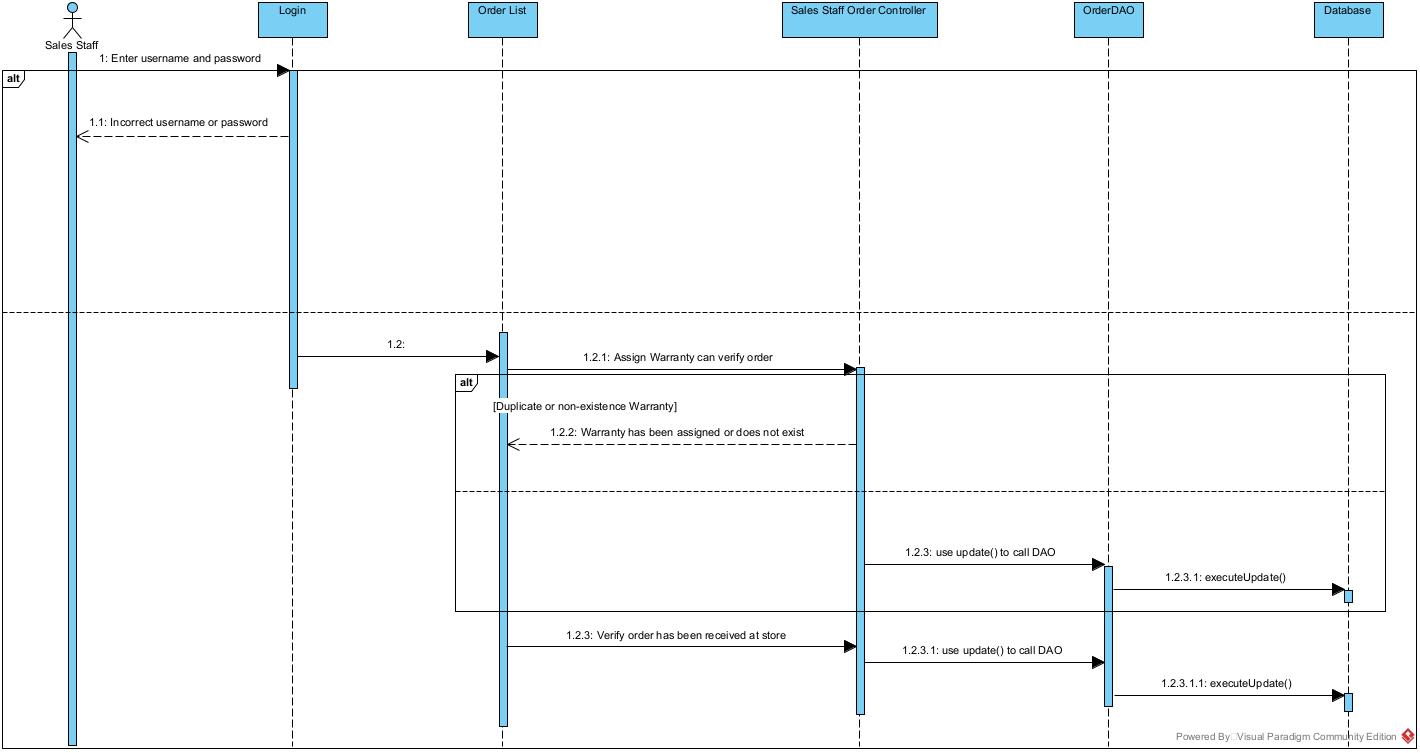 Login
Order List
Sales Staff Order Controller
OrderDAO
Database
Sales Staff
1: Enter username and password
alt
1.1: Incorrect username or password
1.2:
1.2.1: Assign Warranty can verify order
alt
[Duplicate or non-existence Warranty]
1.2.2: Warranty has been assigned or does not exist
1.2.3: use update() to call DAO
1.2.3.1: executeUpdate()
1.2.3: Verify order has been received at store
1.2.3.1: use update() to call DAO
1.2.3.1.1: executeUpdate()
Powered By Visual Paradigm Community Edition